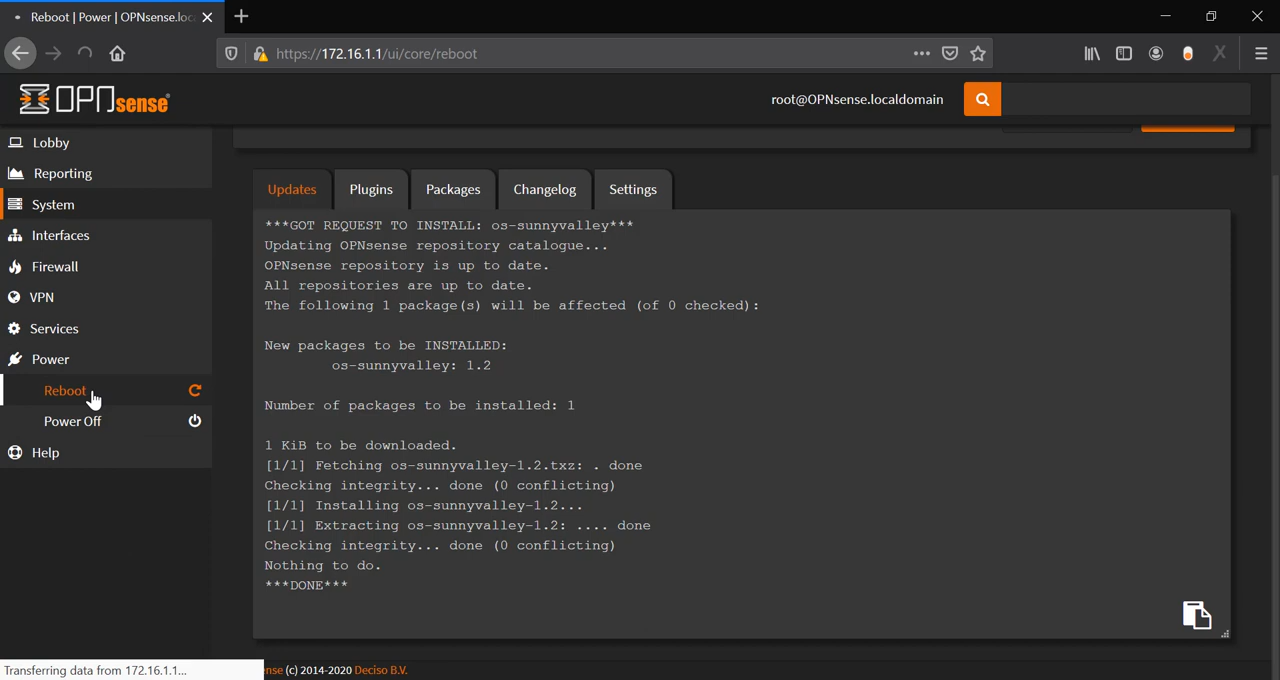 Reboot | Power | OPNsense.loc
https://172.16.1.1/ui/core/reboot
OPNsense
root@OPNsense.localdomain
Lobby
Reporting
System
Interfaces
Firewall
VPN
Services
Power
Reboot
Power Off
Help
Updates
Plugins
Packages
Changelog
Settings
***GOT REQUEST TO INSTALL: os-sunnyvalley***
Updating OPNsense repository catalogue...
OPNsense repository is up to date.
All repositories are up to date.
The following 1 package(s) will be affected (of 0 checked):
New packages to be INSTALLED:
os-sunnyvalley: 1.2
Number of packages to be installed: 1
1 KiB to be downloaded.
[1/1] Fetching os-sunnyvalley-1.2.txz: . done
Checking integrity... done (0 conflicting)
[1/1] Installing os-sunnyvalley-1.2...
[1/1] Extracting os-sunnyvalley-1.2: .... done
Checking integrity... done (0 conflicting)
Nothing to do.
***DONE***
Transferring data from 172.16.1.1...
nse (c) 2014-2020 Deciso B.V.